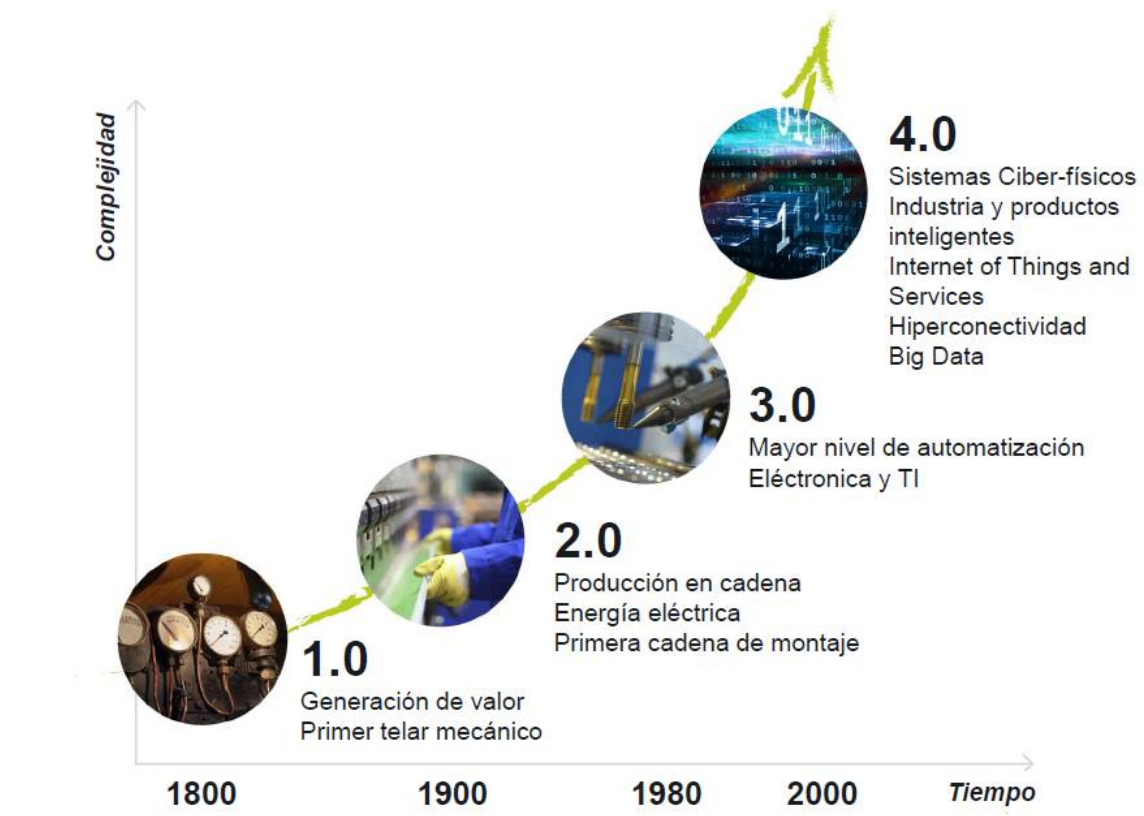 Complejidad
4.0
Sistemas Ciber-físicos
Industria y productos
inteligentes
Internet of Things and
Services
Hiperconectividad
Big Data
3.0
Mayor nivel de automatización
Eléctronica y TI
2.0
Producción en cadena
Energía eléctrica
Primera cadena de montaje
1.0
Generación de valor
Primer telar mecánico
1800
1900
1980
2000
Tiempo